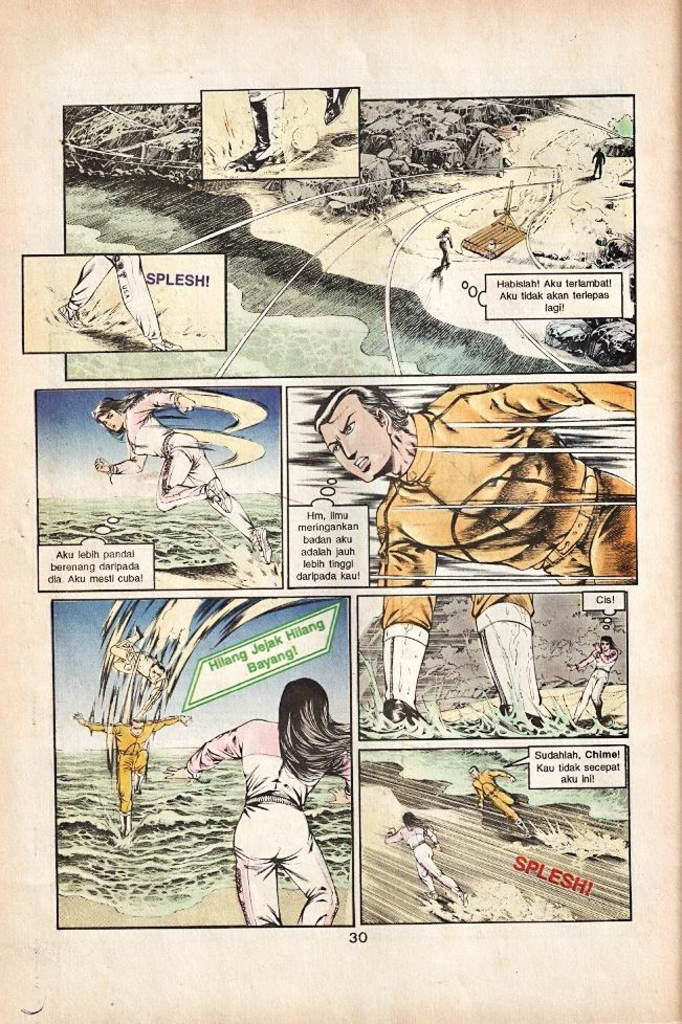 SPLESH!
Habislah! Aku terlambat!
Aku tidak akan terlepas
lagi!
Aku lebih pandai
berenang daripada
dia. Aku mesti cuba!
Hm, ilmu
meringankan
badan aku
adalah jauh
lebih tinggi
daripada kau!
Hilang Jejak Hilang
Bayang!
Cis!
Sudahlah, Chime!
Kau tidak secepat
aku ini!
SPLESH!
30